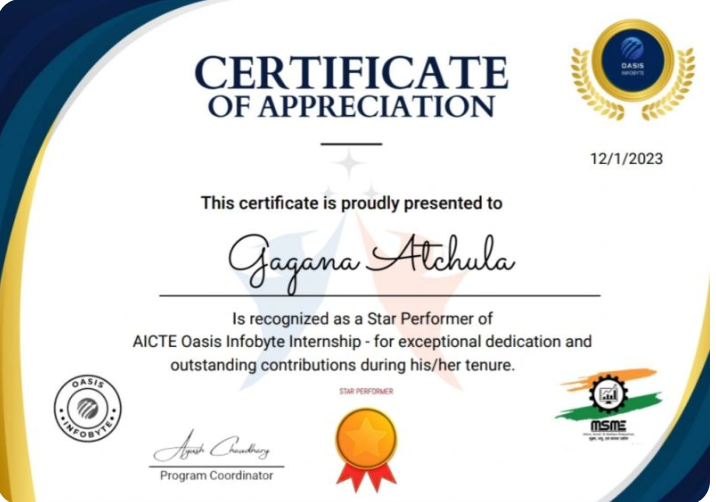 CERTIFICATE
OF APPRECIATION
OASIS
INFOBYTE
12/1/2023
This certificate is proudly presented to
Gagana Atchula
Is recognized as a Star Performer of
AICTE Oasis Infobyte Internship - for exceptional dedication and
outstanding contributions during his/her tenure.
STAR PERFORMER
OASIS
INFOBYTE
Ayush Chaudhary
Program Coordinator
MSME